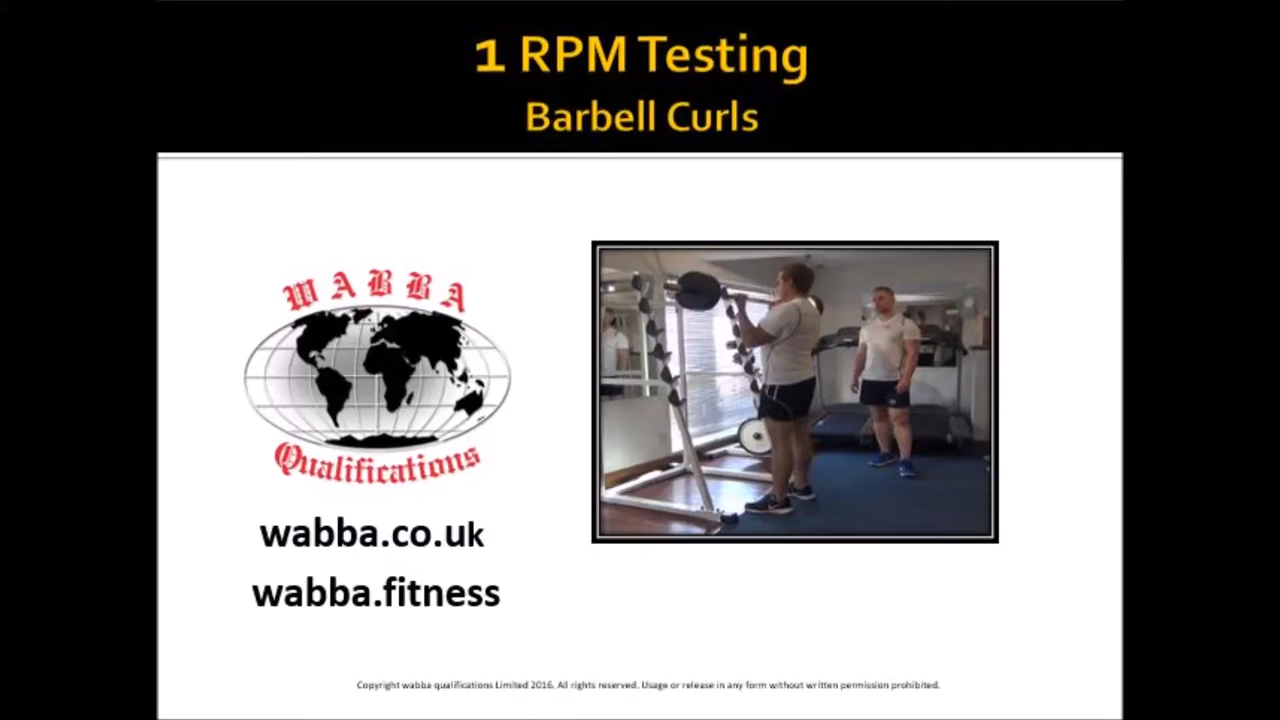 1 RPM Testing
Barbell Curls
WABBA
Qualifications
wabba.co.uk
wabba.fitness
Copyright wabba qualifications Limited 2016. All rights reserved. Usage or release in any form without written permission prohibited.